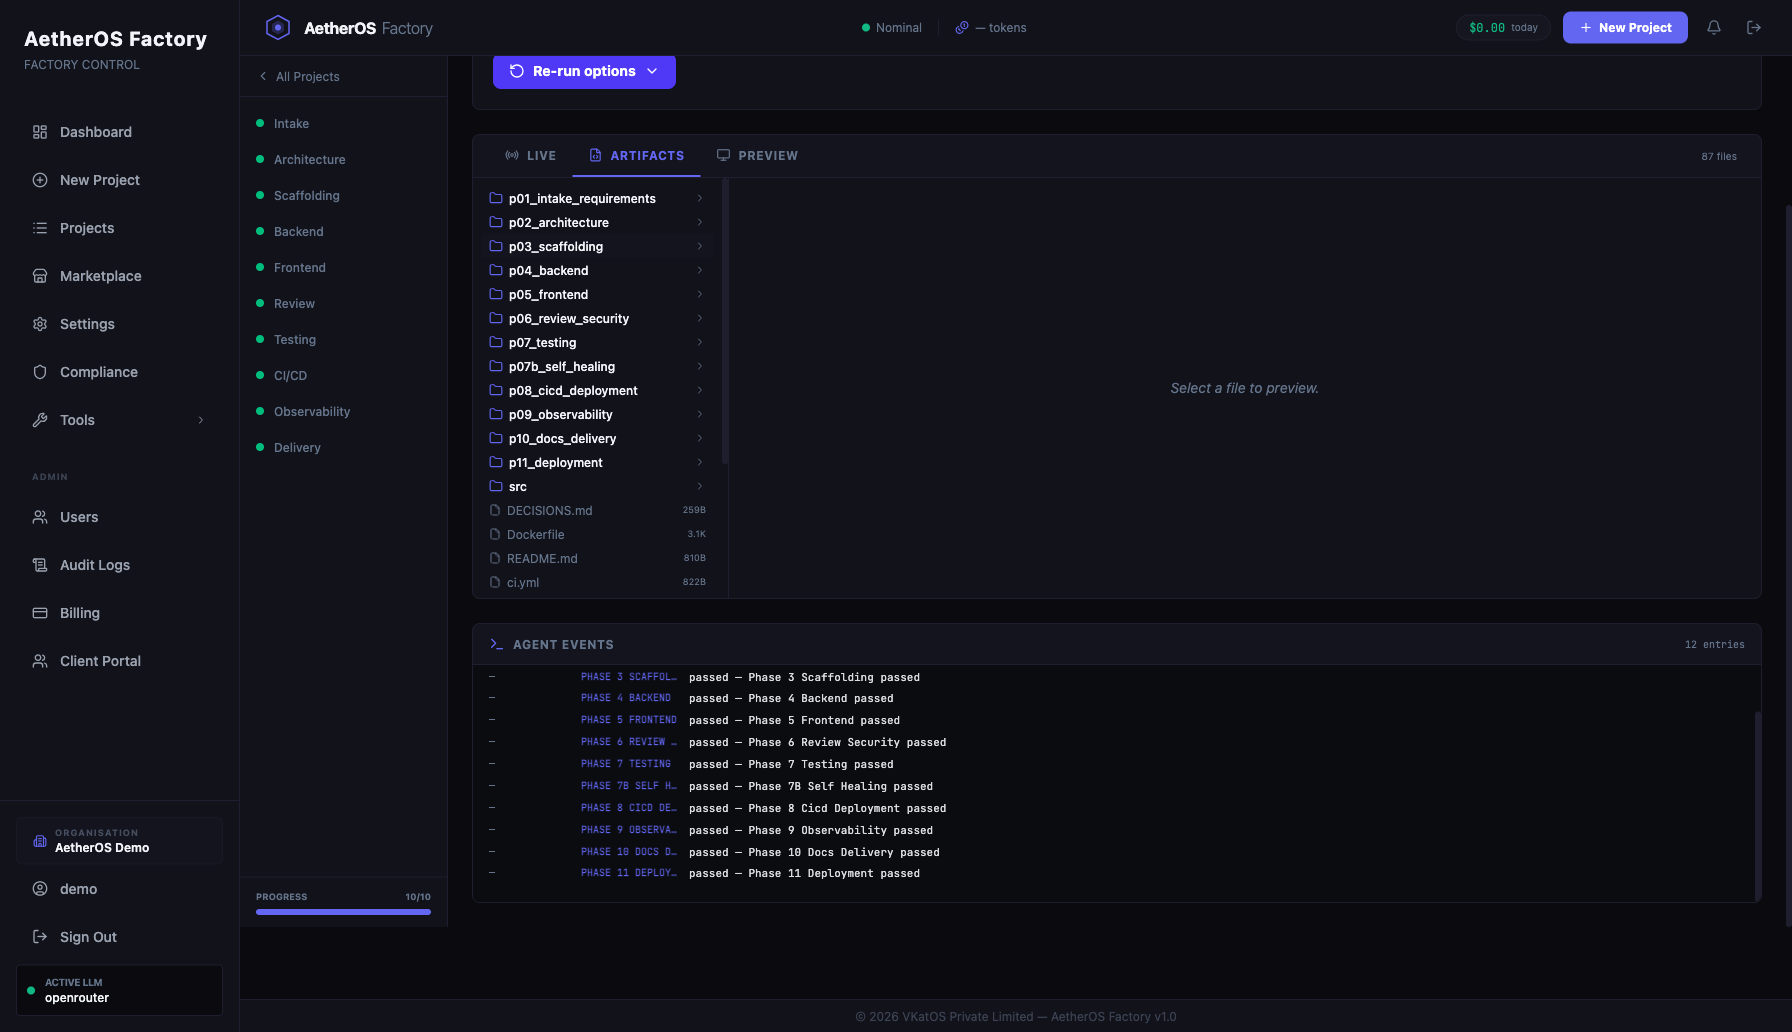 AetherOS Factory
FACTORY CONTROL
Dashboard
New Project
Projects
Marketplace
Settings
Compliance
Tools
ADMIN
Users
Audit Logs
Billing
Client Portal
ORGANISATION
AetherOS Demo
demo
Sign Out
ACTIVE LLM
openrouter
AetherOS Factory
Nominal
— tokens
$0.00 today
+ New Project
All Projects
Intake
Architecture
Scaffolding
Backend
Frontend
Review
Testing
CI/CD
Observability
Delivery
PROGRESS 10/10
Re-run options
LIVE
ARTIFACTS
PREVIEW
87 files
p01_intake_requirements
p02_architecture
p03_scaffolding
p04_backend
p05_frontend
p06_review_security
p07_testing
p07b_self_healing
p08_cicd_deployment
p09_observability
p10_docs_delivery
p11_deployment
src
DECISIONS.md 259B
Dockerfile 3.1K
README.md 810B
ci.yml 822B
Select a file to preview.
AGENT EVENTS
12 entries
— PHASE 3 SCAFFOL… passed — Phase 3 Scaffolding passed
— PHASE 4 BACKEND passed — Phase 4 Backend passed
— PHASE 5 FRONTEND passed — Phase 5 Frontend passed
— PHASE 6 REVIEW … passed — Phase 6 Review Security passed
— PHASE 7 TESTING passed — Phase 7 Testing passed
— PHASE 7B SELF H… passed — Phase 7B Self Healing passed
— PHASE 8 CICD DE… passed — Phase 8 Cicd Deployment passed
— PHASE 9 OBSERVA… passed — Phase 9 Observability passed
— PHASE 10 DOCS D… passed — Phase 10 Docs Delivery passed
— PHASE 11 DEPLOY… passed — Phase 11 Deployment passed
© 2026 VKatOS Private Limited — AetherOS Factory v1.0